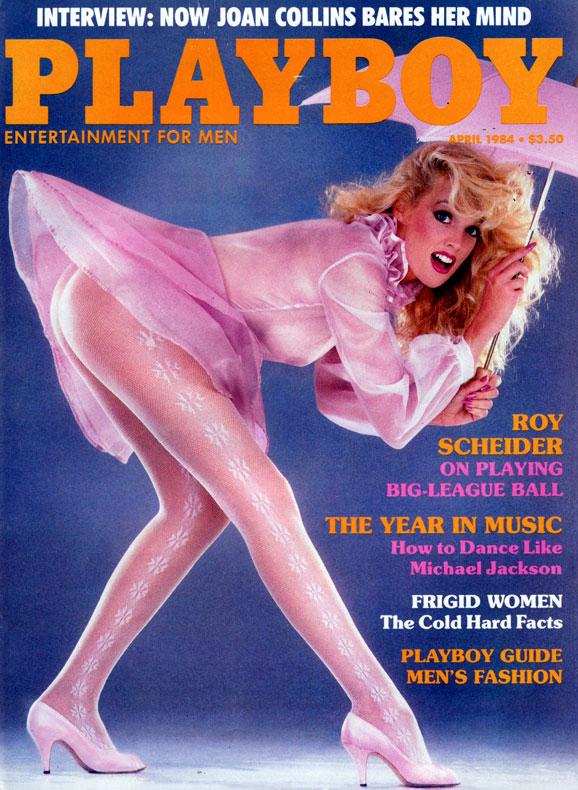 INTERVIEW: NOW JOAN COLLINS BARES HER MIND
PLAYBOY
ENTERTAINMENT FOR MEN
APRIL 1984 • $3.50
ROY
SCHEIDER
ON PLAYING
BIG-LEAGUE BALL
THE YEAR IN MUSIC
How to Dance Like
Michael Jackson
FRIGID WOMEN
The Cold Hard Facts
PLAYBOY GUIDE
MEN'S FASHION